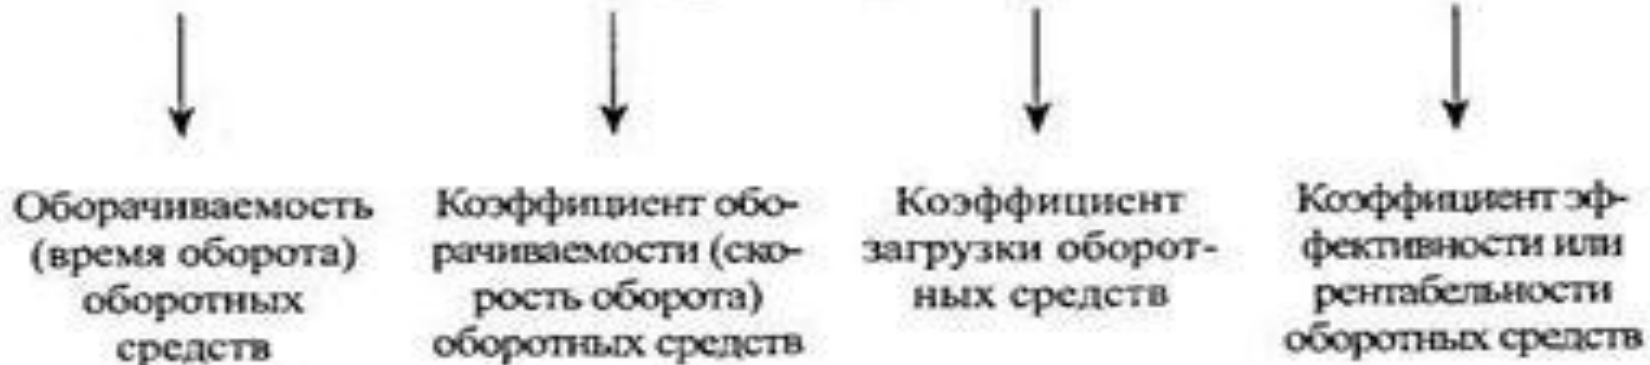 Оборачиваемость
(время оборота)
оборотных
средств
Коэффициент обо-
рачиваемости (ско-
рость оборота)
оборотных средств
Коэффициент
загрузки оборот-
ных средств
Коэффициент эф-
фективности или
рентабельности
оборотных средств